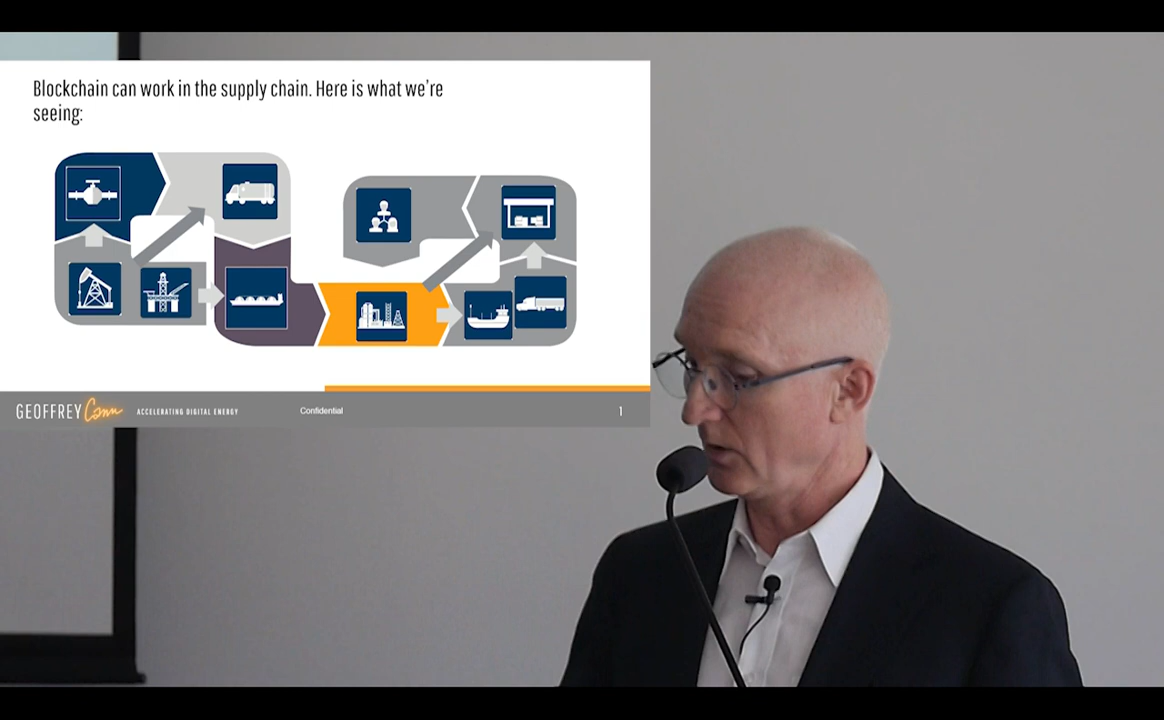 Blockchain can work in the supply chain. Here is what we're
seeing:
GEOFFREY Cann ACCELERATING DIGITAL ENERGY
Confidential
1